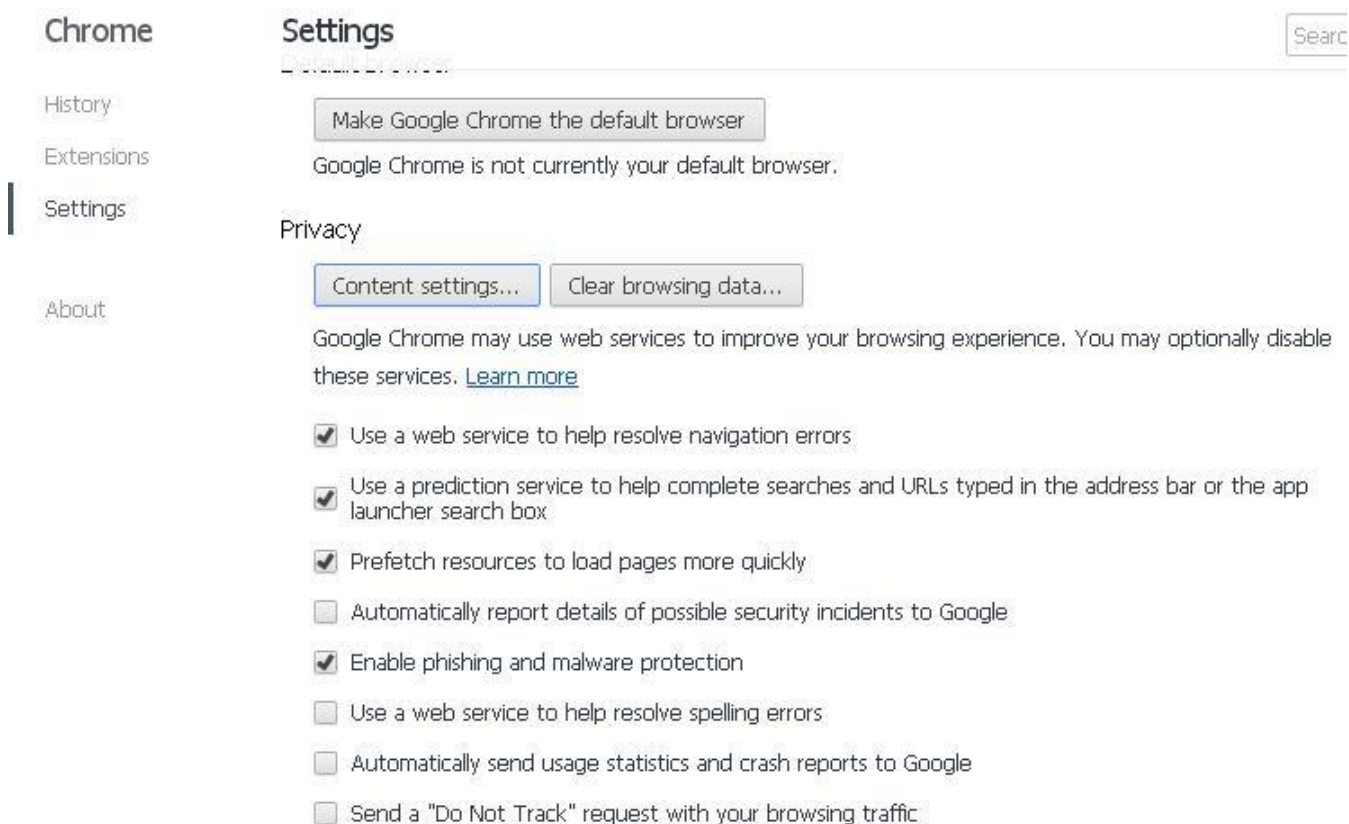 Chrome
Settings
Searc
Default browser
History
Make Google Chrome the default browser
Extensions
Google Chrome is not currently your default browser.
Settings
Privacy
Content settings...
Clear browsing data...
About
Google Chrome may use web services to improve your browsing experience. You may optionally disable
these services. Learn more
Use a web service to help resolve navigation errors
Use a prediction service to help complete searches and URLs typed in the address bar or the app
launcher search box
Prefetch resources to load pages more quickly
Automatically report details of possible security incidents to Google
Enable phishing and malware protection
Use a web service to help resolve spelling errors
Automatically send usage statistics and crash reports to Google
Send a "Do Not Track" request with your browsing traffic